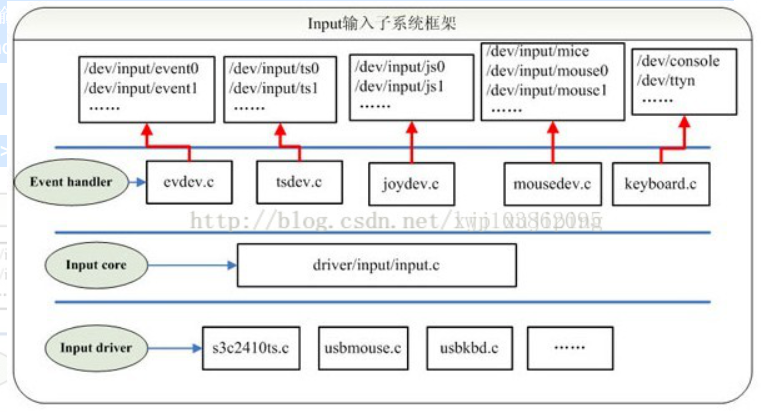 Input输入子系统框架
/dev/input/event0
/dev/input/event1
……
/dev/input/ts0
/dev/input/ts1
……
/dev/input/js0
/dev/input/js1
……
/dev/input/mice
/dev/input/mouse0
/dev/input/mouse1
……
/dev/console
/dev/ttyn
……
Event handler
evdev.c
tsdev.c
joydev.c
mousedev.c
keyboard.c
http://blog.csdn.net/
Input core
driver/input/input.c
Input driver
s3c2410ts.c
usbmouse.c
usbkbd.c
……